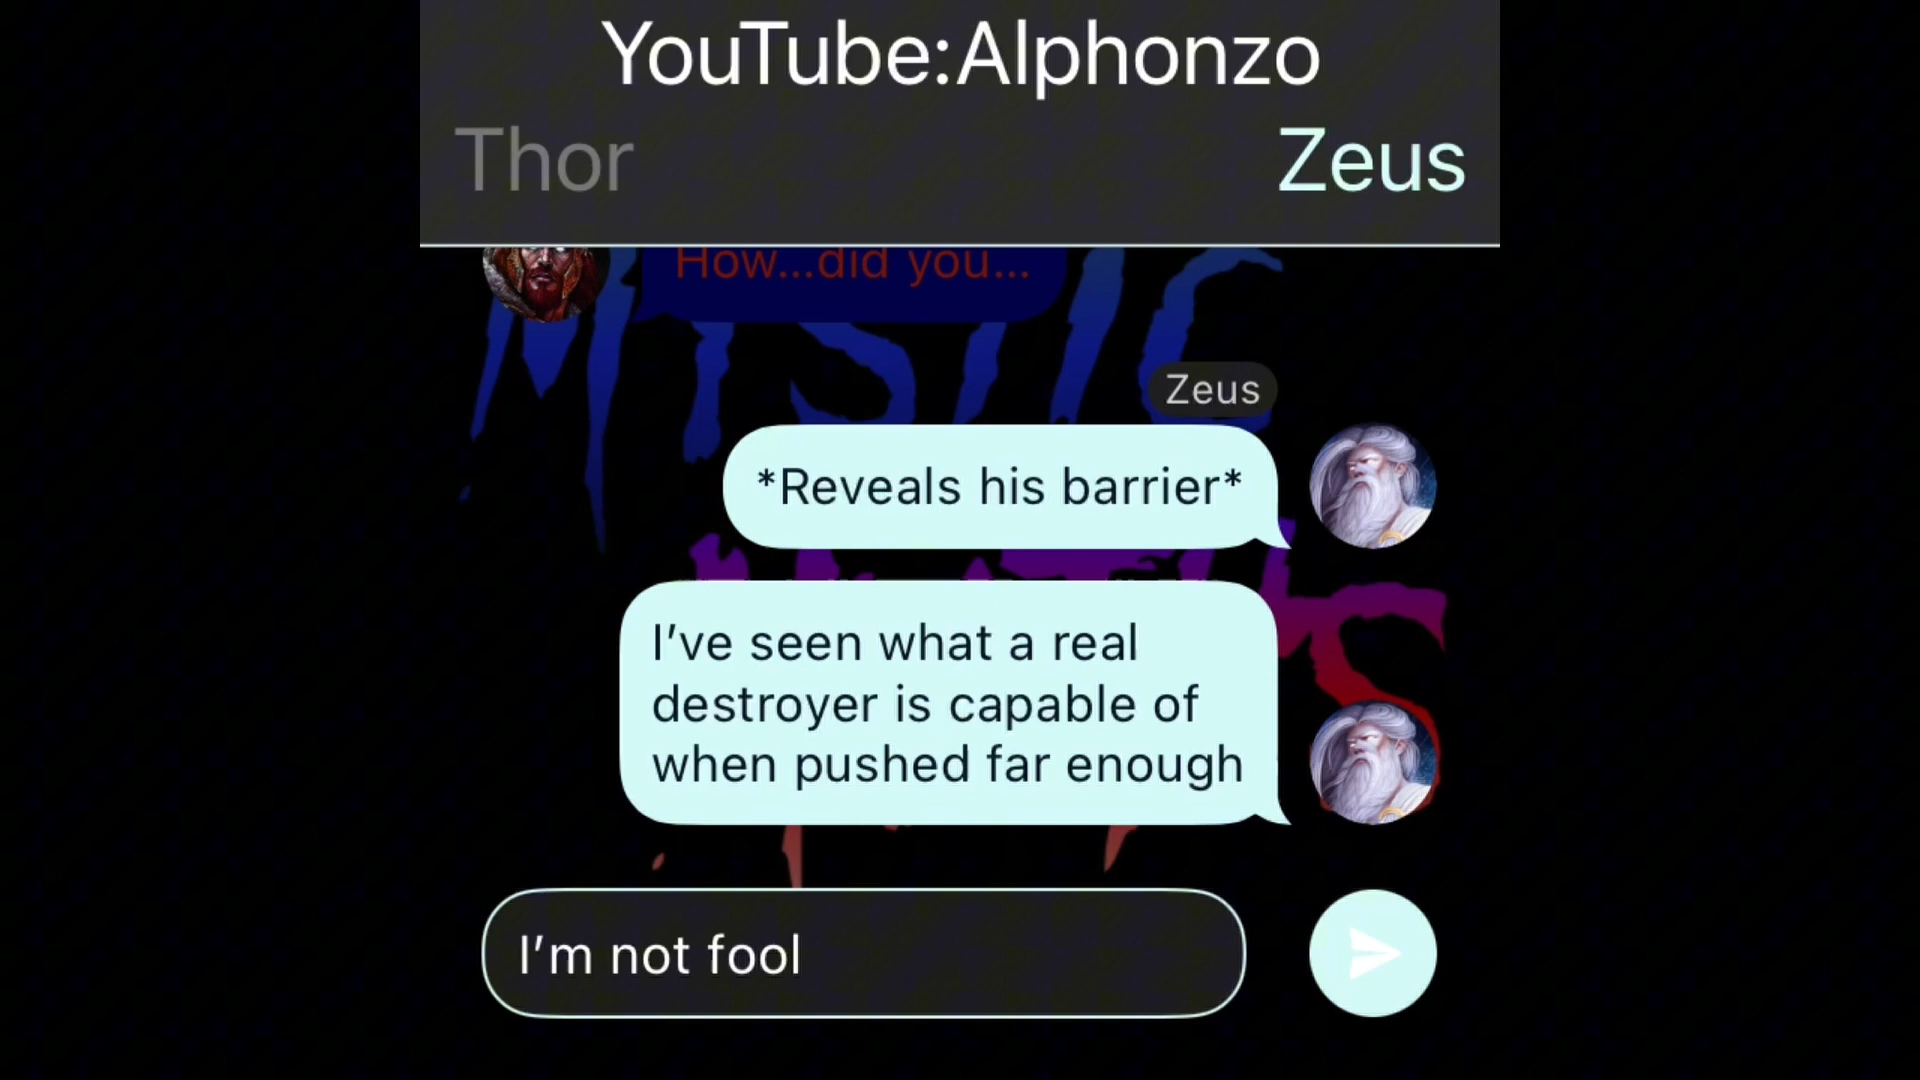 YouTube:Alphonzo
Thor
Zeus
How...did you...
MYSTIC
Zeus
*Reveals his barrier*
I've seen what a real
destroyer is capable of
when pushed far enough
I'm not fool